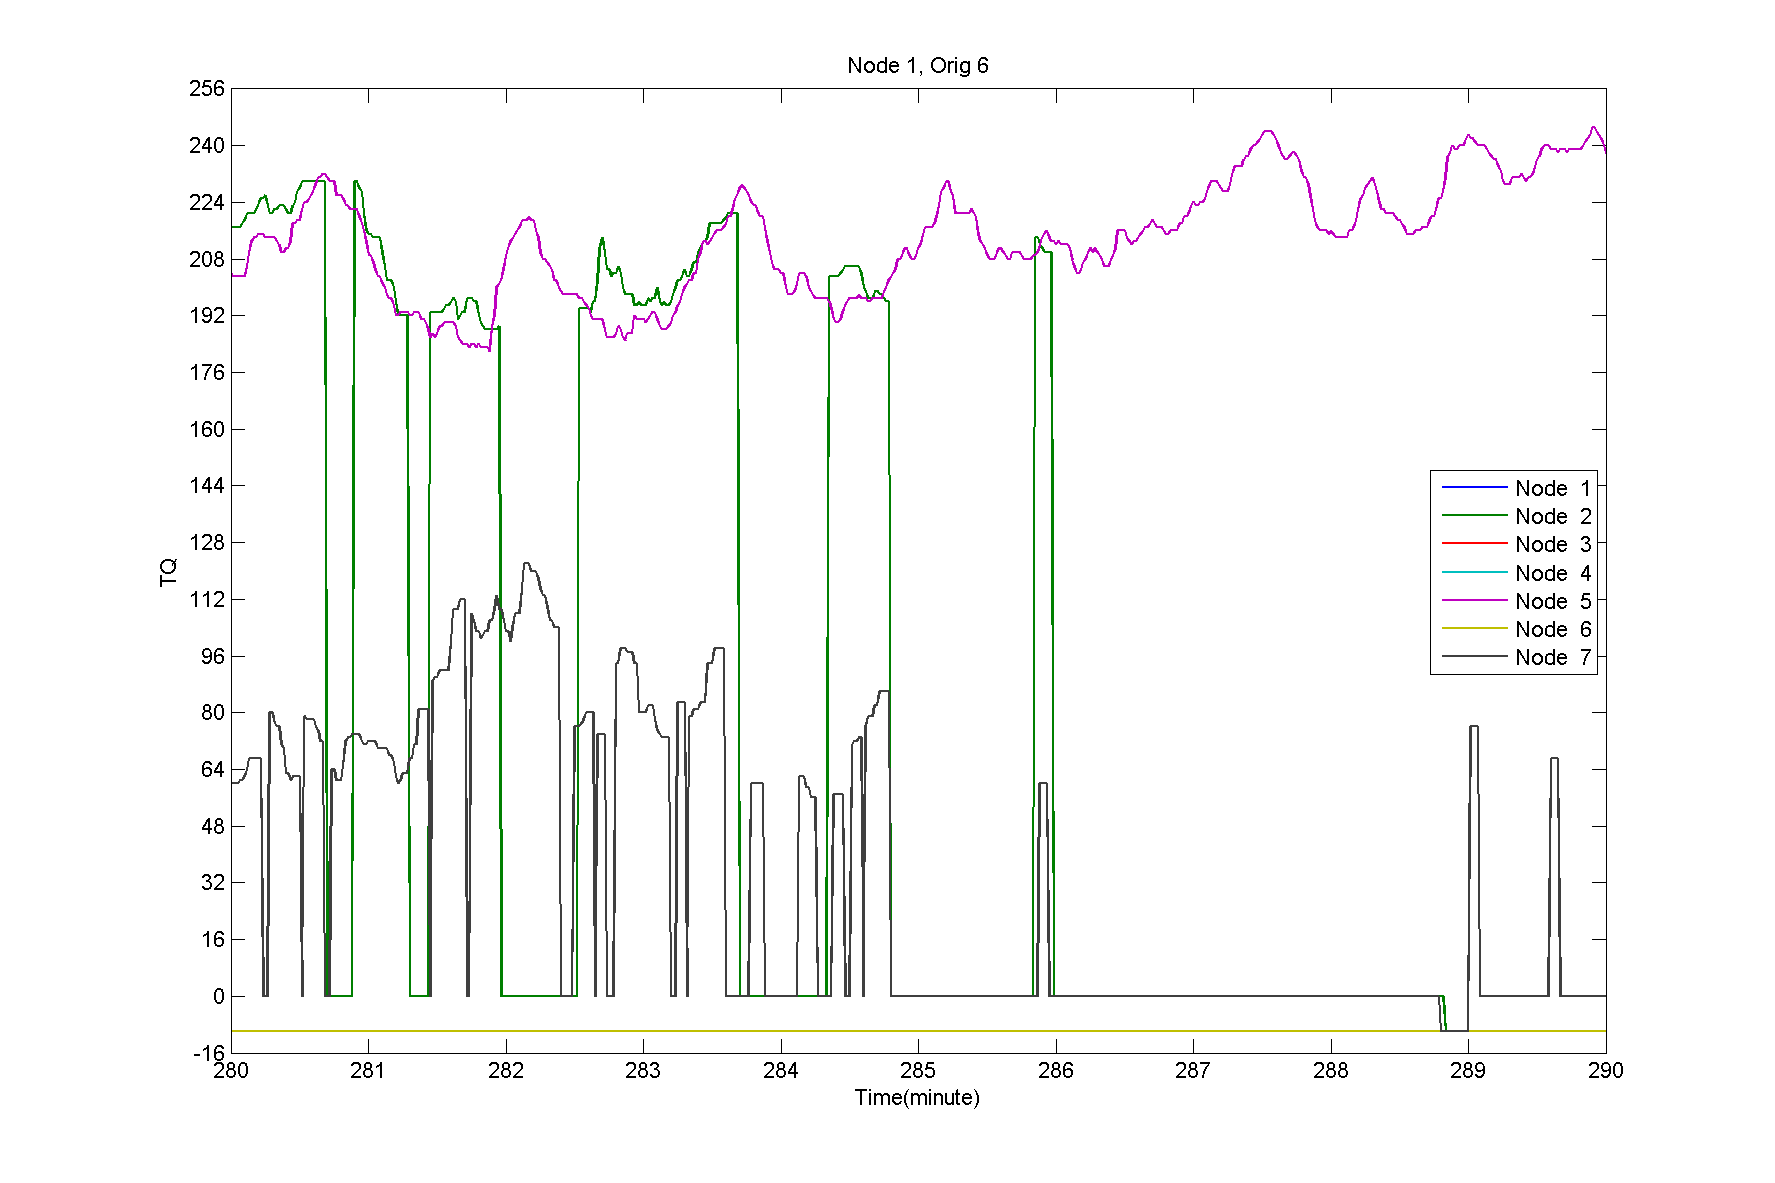 Node 1, Orig 6
256
240
224
208
192
176
160
144
128
112
96
80
64
48
32
16
0
-16
TQ
Node 1
Node 2
Node 3
Node 4
Node 5
Node 6
Node 7
280 281 282 283 284 285 286 287 288 289 290
Time(minute)